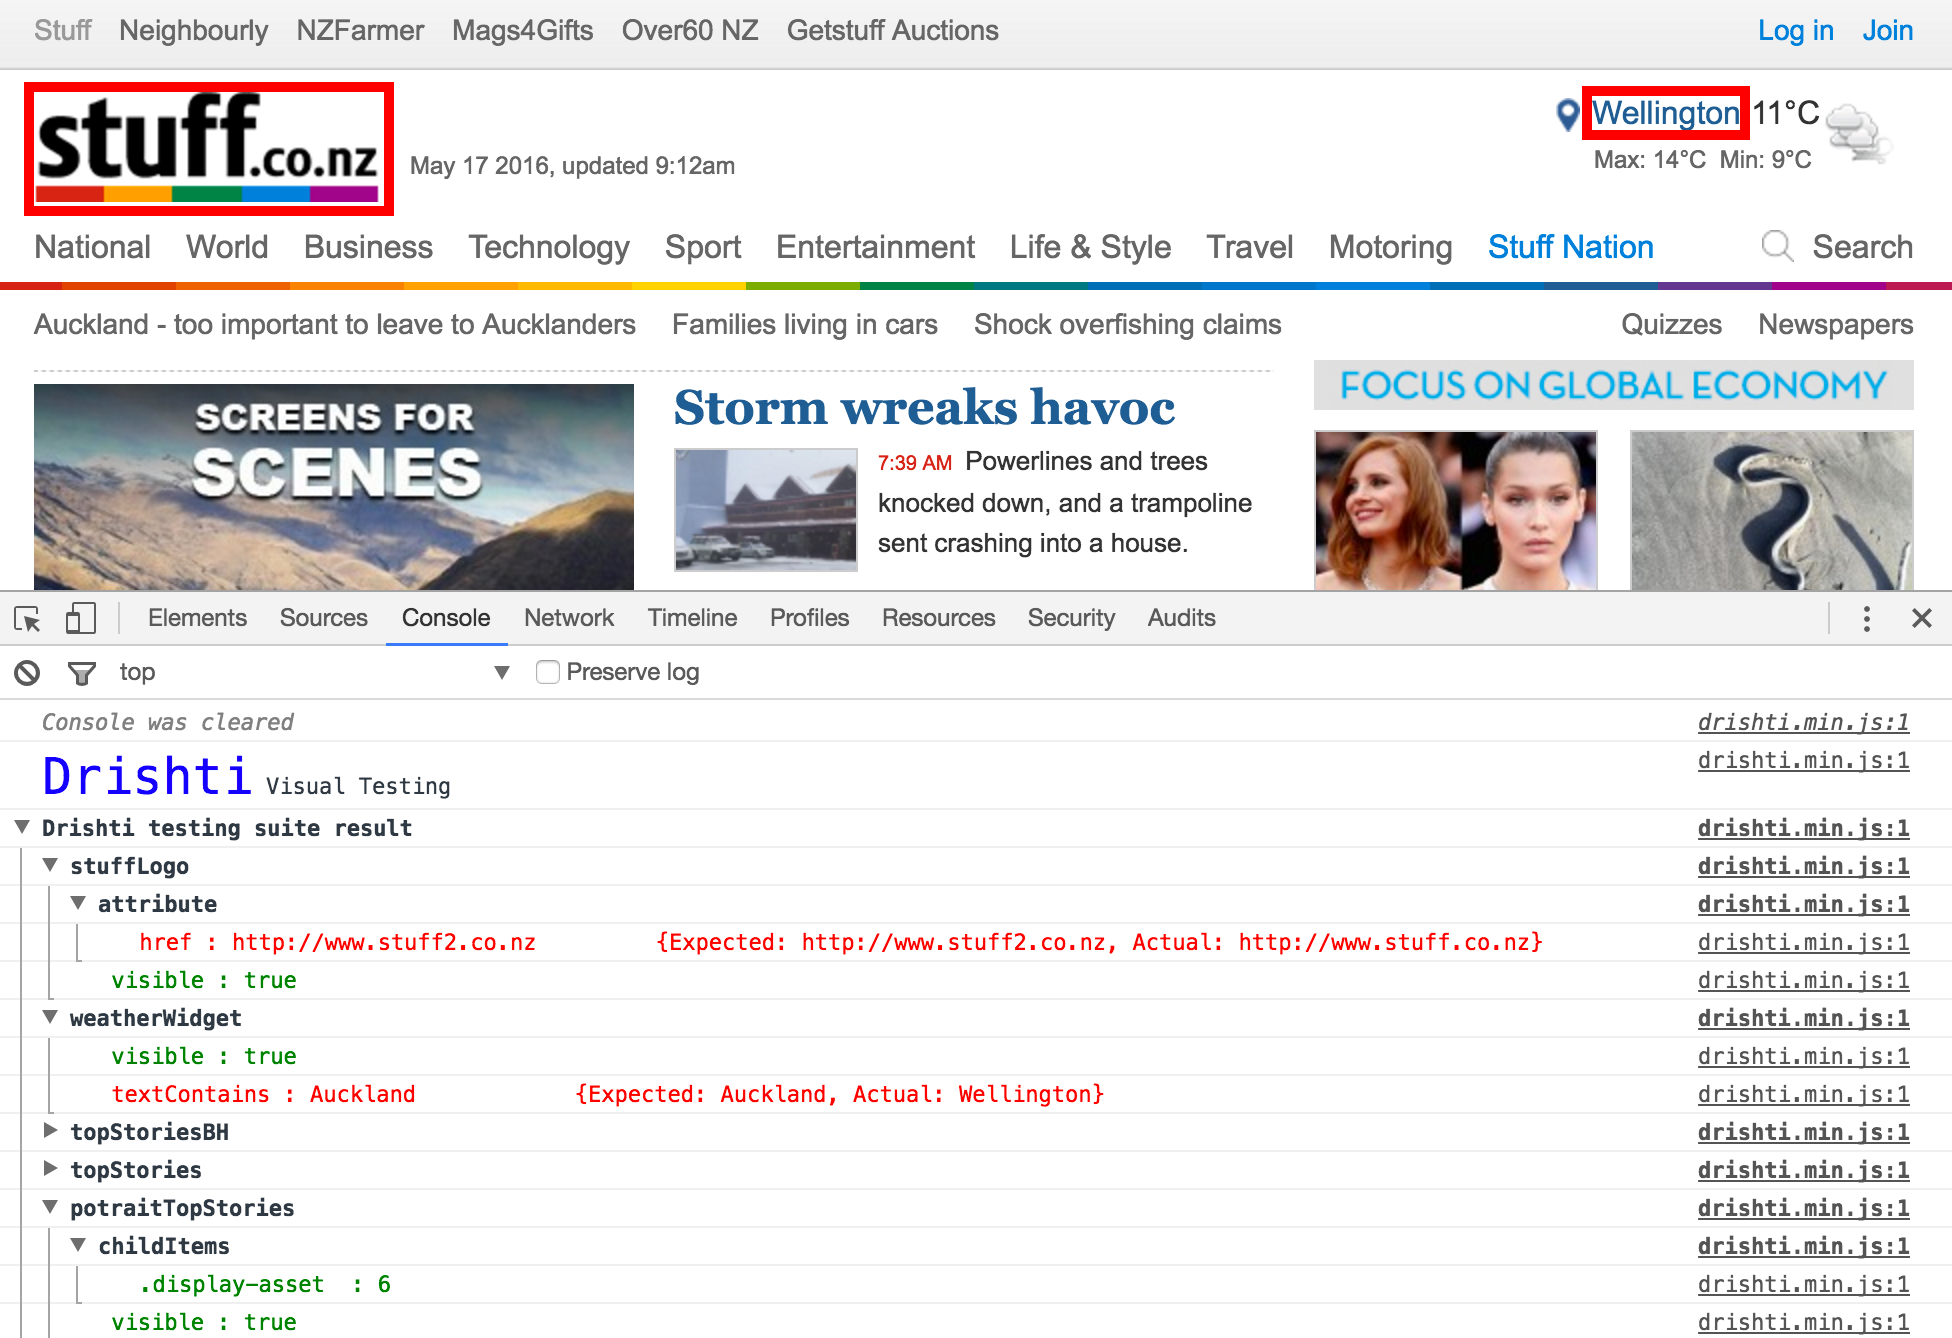 Stuff Neighbourly NZFarmer Mags4Gifts Over60 NZ Getstuff Auctions Log in Join
stuff.co.nz
May 17 2016, updated 9:12am
Wellington 11°C
Max: 14°C Min: 9°C
National World Business Technology Sport Entertainment Life & Style Travel Motoring Stuff Nation Search
Auckland - too important to leave to Aucklanders Families living in cars Shock overfishing claims Quizzes Newspapers
SCREENS FOR
SCENES
Storm wreaks havoc
7:39 AM Powerlines and trees
knocked down, and a trampoline
sent crashing into a house.
FOCUS ON GLOBAL ECONOMY
Elements Sources Console Network Timeline Profiles Resources Security Audits
top Preserve log
Console was cleared drishti.min.js:1
Drishti Visual Testing drishti.min.js:1
Drishti testing suite result drishti.min.js:1
stuffLogo drishti.min.js:1
attribute drishti.min.js:1
href : http://www.stuff2.co.nz {Expected: http://www.stuff2.co.nz, Actual: http://www.stuff.co.nz} drishti.min.js:1
visible : true drishti.min.js:1
weatherWidget drishti.min.js:1
visible : true drishti.min.js:1
textContains : Auckland {Expected: Auckland, Actual: Wellington} drishti.min.js:1
topStoriesBH drishti.min.js:1
topStories drishti.min.js:1
potraitTopStories drishti.min.js:1
childItems drishti.min.js:1
.display-asset : 6 drishti.min.js:1
visible : true drishti.min.js:1